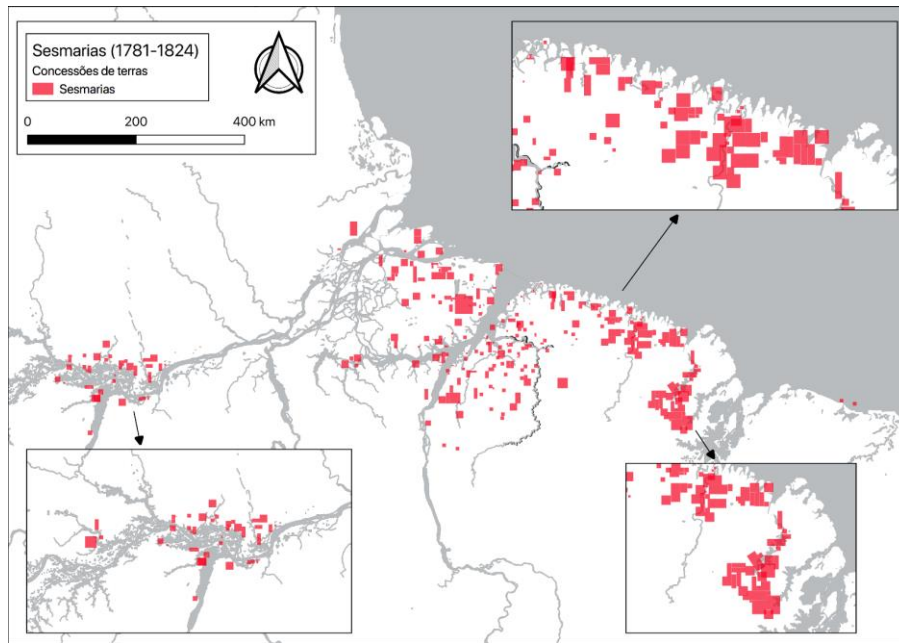 Sesmarias (1781-1824)
Concessões de terras
Sesmarias
0 200 400 km